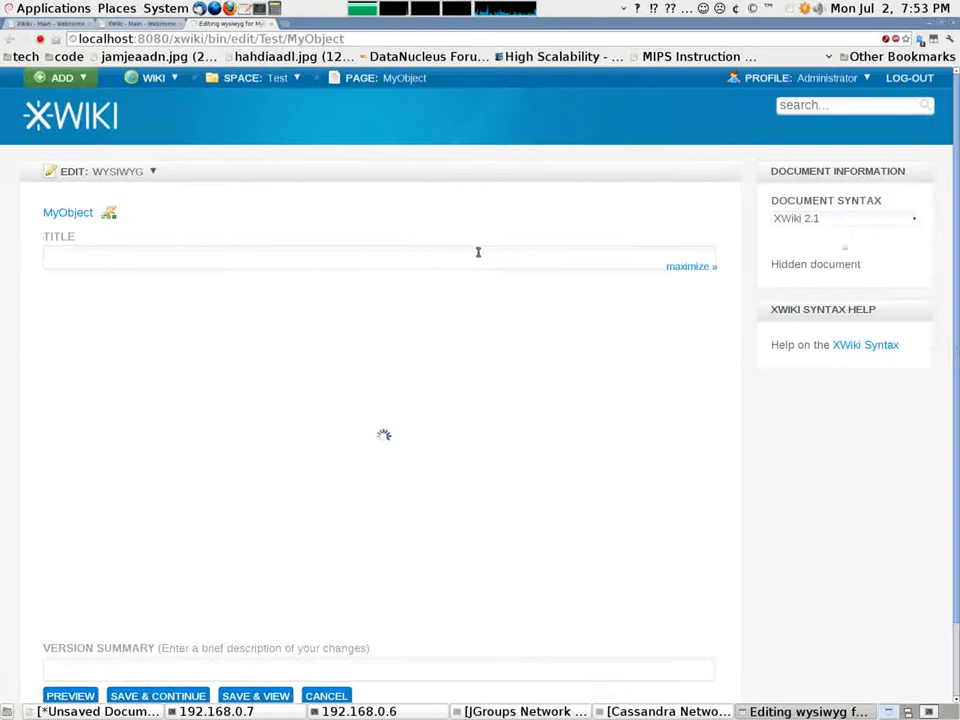 Applications Places System
Mon Jul 2, 7:53 PM
XWiki - Main - WebHome
XWiki - Main - WebHome
Editing wysiwyg for My
localhost:8080/xwiki/bin/edit/Test/MyObject
tech code jamjeaadn.jpg (2... hahdiaadl.jpg (12... DataNucleus Foru... High Scalability - ... MIPS Instruction ... Other Bookmarks
ADD WIKI SPACE: Test PAGE: MyObject PROFILE: Administrator LOG-OUT
XWIKI
search...
EDIT: WYSIWYG
MyObject
TITLE
maximize »
VERSION SUMMARY (Enter a brief description of your changes)
PREVIEW SAVE & CONTINUE SAVE & VIEW CANCEL
DOCUMENT INFORMATION
DOCUMENT SYNTAX
XWiki 2.1
Hidden document
XWIKI SYNTAX HELP
Help on the XWiki Syntax
[*Unsaved Docum... 192.168.0.7 192.168.0.6 [JGroups Network ... [Cassandra Netwo... Editing wysiwyg f...